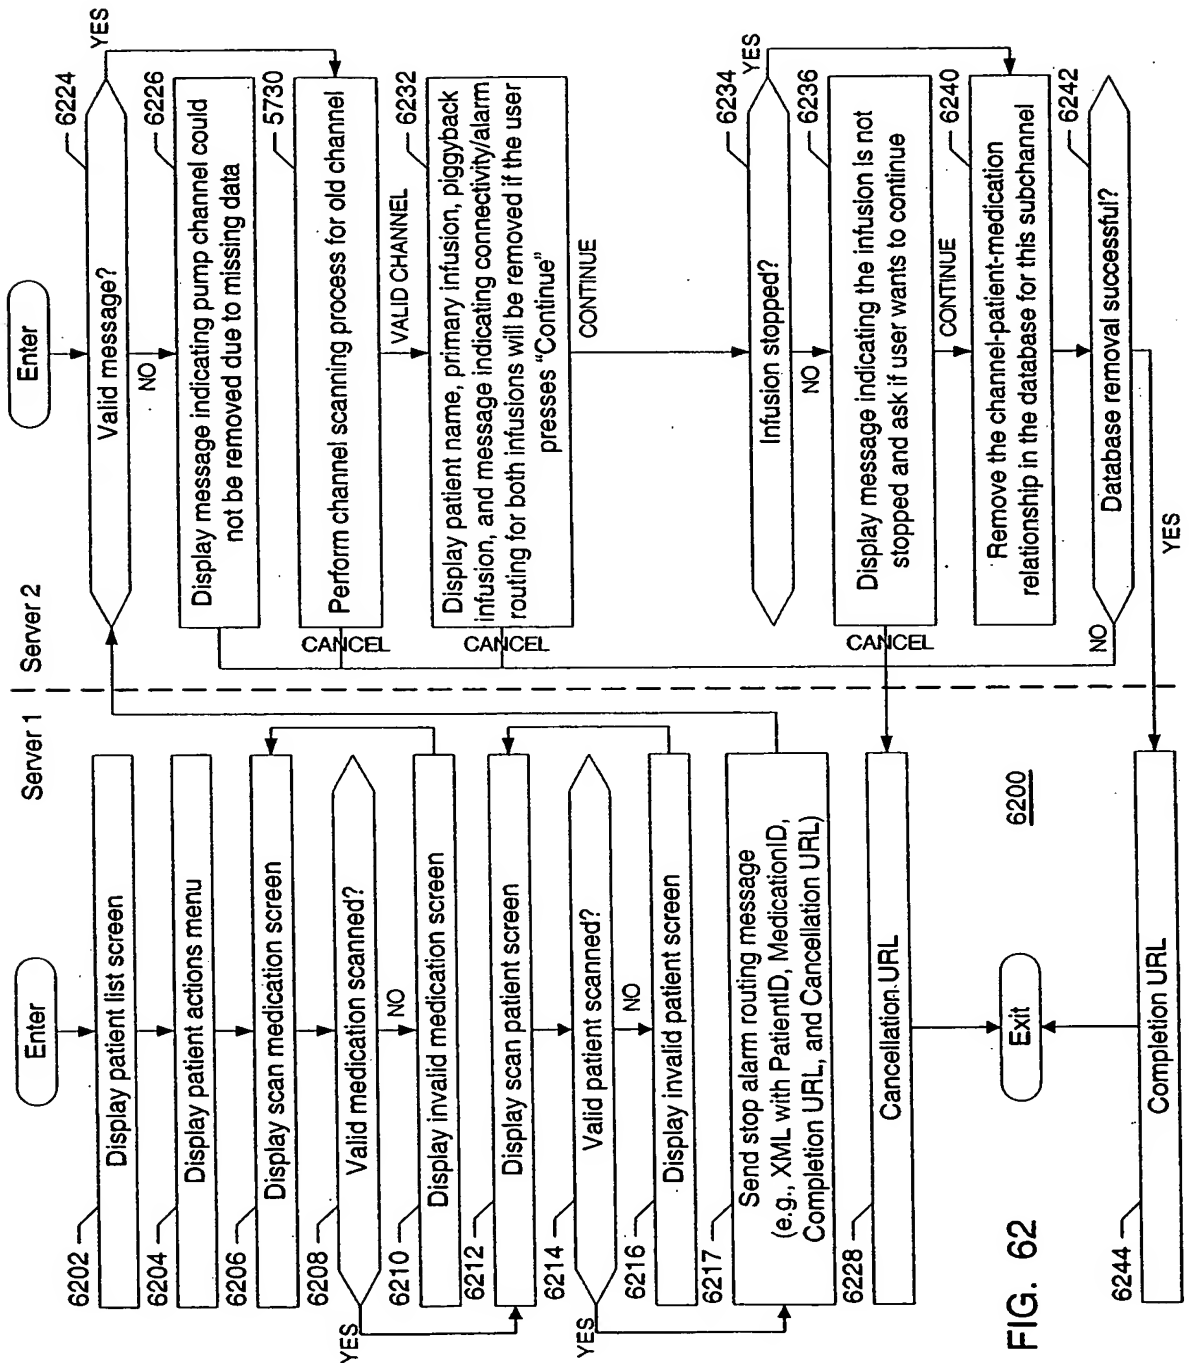 Server 1
Enter
6202
Display patient list screen
6204
Display patient actions menu
6206
Display scan medication screen
6208
Valid medication scanned?
YES
NO
6210
Display invalid medication screen
6212
Display scan patient screen
6214
Valid patient scanned?
YES
NO
6216
Display invalid patient screen
6217
Send stop alarm routing message
(e.g., XML with PatientID, MedicationID,
Completion URL, and Cancellation URL)
6228
Cancellation URL
Exit
6200
6244
Completion URL
FIG. 62
Server 2
Enter
6224
Valid message?
YES
NO
6226
Display message indicating pump channel could
not be removed due to missing data
5730
Perform channel scanning process for old channel
CANCEL
VALID CHANNEL
6232
Display patient name, primary infusion, piggyback
infusion, and message indicating connectivity/alarm
routing for both infusions will be removed if the user
presses “Continue”
CANCEL
CONTINUE
6234
Infusion stopped?
YES
NO
6236
Display message indicating the infusion is not
stopped and ask if user wants to continue
CANCEL
CONTINUE
6240
Remove the channel-patient-medication
relationship in the database for this subchannel
6242
Database removal successful?
NO
YES